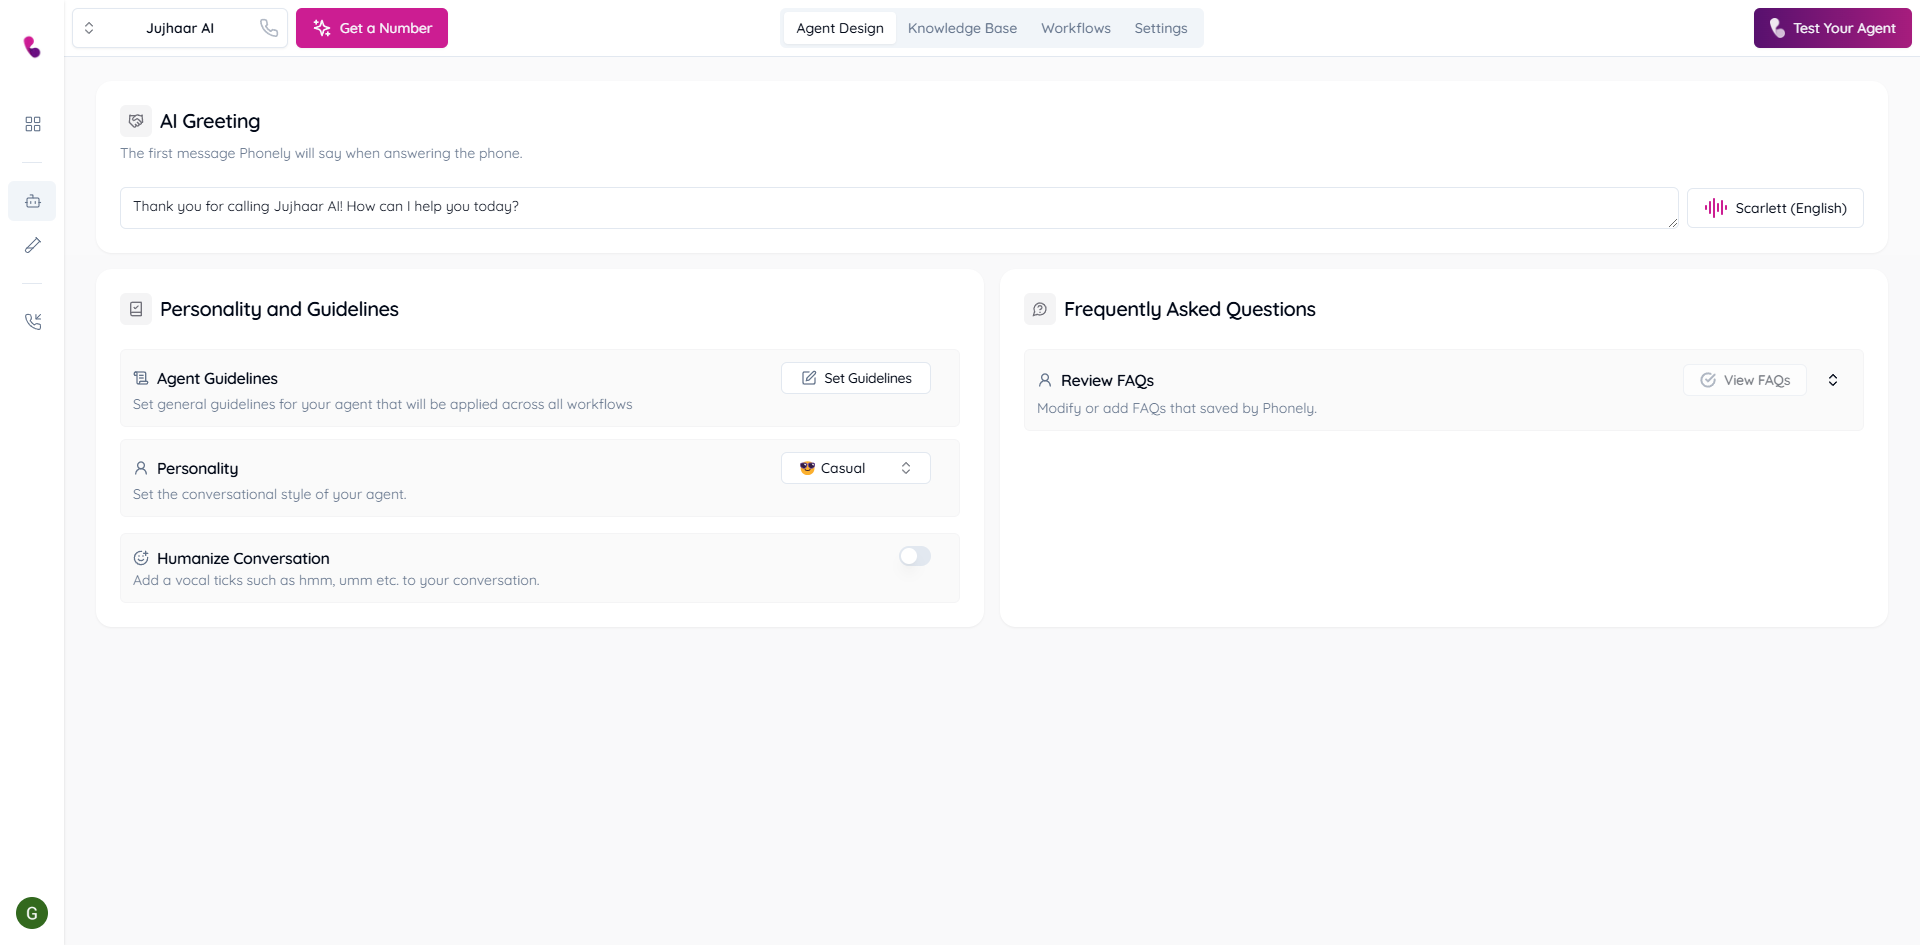 Jujhaar AI
Get a Number
Agent Design
Knowledge Base
Workflows
Settings
Test Your Agent
AI Greeting
The first message Phonely will say when answering the phone.
Thank you for calling Jujhaar AI! How can I help you today?
Scarlett (English)
Personality and Guidelines
Agent Guidelines
Set Guidelines
Set general guidelines for your agent that will be applied across all workflows
Personality
Casual
Set the conversational style of your agent.
Humanize Conversation
Add a vocal ticks such as hmm, umm etc. to your conversation.
Frequently Asked Questions
Review FAQs
View FAQs
Modify or add FAQs that saved by Phonely.
G